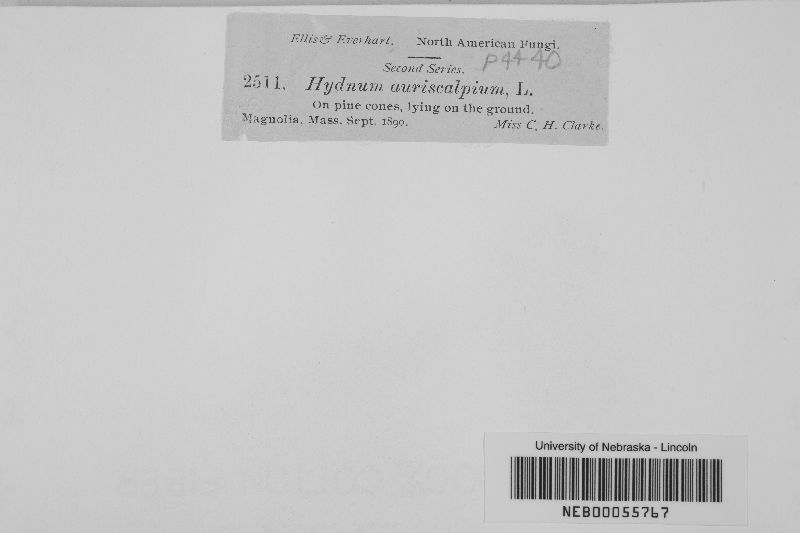 Ellis & Everhart. North American Fungi.
Second Series. P4440
2511. Hydnum auriscalpium, L.
On pine cones, lying on the ground.
Magnolia, Mass. Sept. 1890. Miss C. H. Clarke.
University of Nebraska - Lincoln
NEB00055767